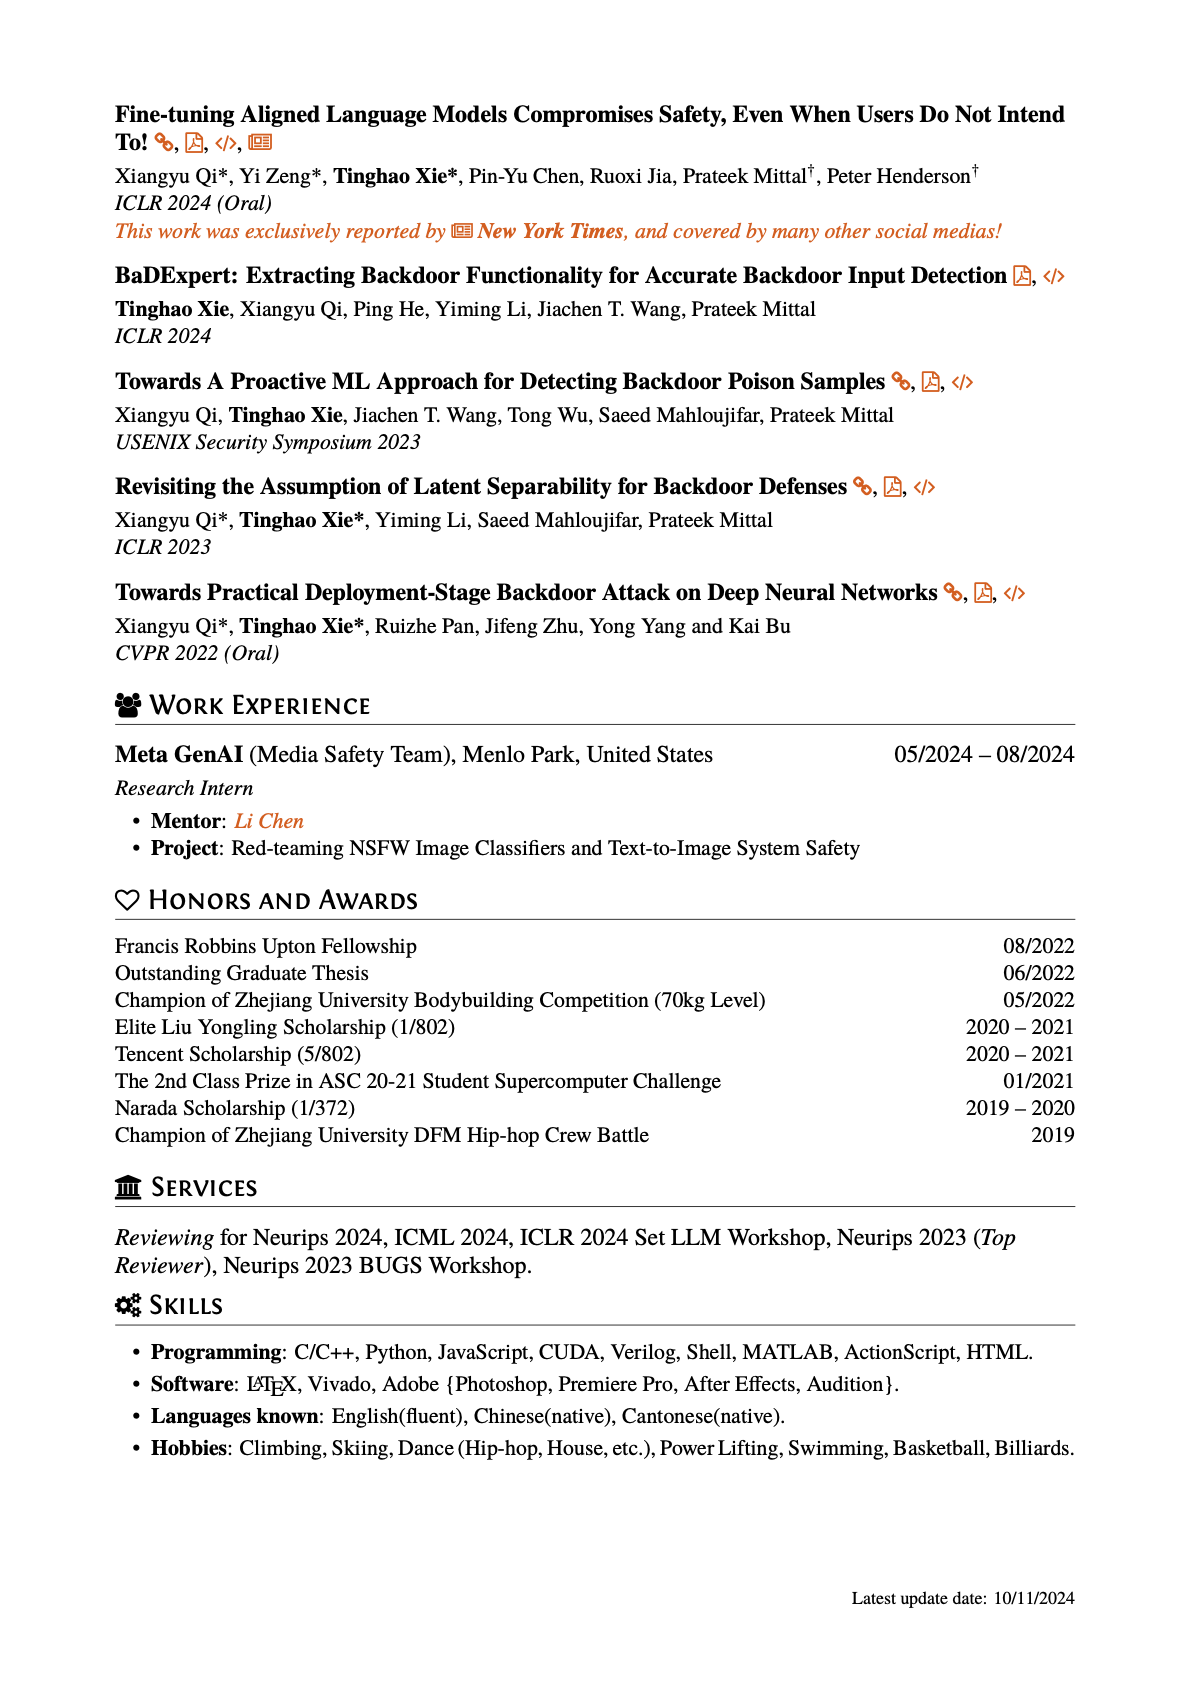 Fine-tuning Aligned Language Models Compromises Safety, Even When Users Do Not Intend
To! , , </>,
Xiangyu Qi*, Yi Zeng*, Tinghao Xie*, Pin-Yu Chen, Ruoxi Jia, Prateek Mittal†, Peter Henderson†
ICLR 2024 (Oral)
This work was exclusively reported by New York Times, and covered by many other social medias!
BaDExpert: Extracting Backdoor Functionality for Accurate Backdoor Input Detection , </>
Tinghao Xie, Xiangyu Qi, Ping He, Yiming Li, Jiachen T. Wang, Prateek Mittal
ICLR 2024
Towards A Proactive ML Approach for Detecting Backdoor Poison Samples , , </>
Xiangyu Qi, Tinghao Xie, Jiachen T. Wang, Tong Wu, Saeed Mahloujifar, Prateek Mittal
USENIX Security Symposium 2023
Revisiting the Assumption of Latent Separability for Backdoor Defenses , , </>
Xiangyu Qi*, Tinghao Xie*, Yiming Li, Saeed Mahloujifar, Prateek Mittal
ICLR 2023
Towards Practical Deployment-Stage Backdoor Attack on Deep Neural Networks , , </>
Xiangyu Qi*, Tinghao Xie*, Ruizhe Pan, Jifeng Zhu, Yong Yang and Kai Bu
CVPR 2022 (Oral)
WORK EXPERIENCE
Meta GenAI (Media Safety Team), Menlo Park, United States 05/2024 – 08/2024
Research Intern
• Mentor: Li Chen
• Project: Red-teaming NSFW Image Classifiers and Text-to-Image System Safety
HONORS AND AWARDS
Francis Robbins Upton Fellowship 08/2022
Outstanding Graduate Thesis 06/2022
Champion of Zhejiang University Bodybuilding Competition (70kg Level) 05/2022
Elite Liu Yongling Scholarship (1/802) 2020 – 2021
Tencent Scholarship (5/802) 2020 – 2021
The 2nd Class Prize in ASC 20-21 Student Supercomputer Challenge 01/2021
Narada Scholarship (1/372) 2019 – 2020
Champion of Zhejiang University DFM Hip-hop Crew Battle 2019
SERVICES
Reviewing for Neurips 2024, ICML 2024, ICLR 2024 Set LLM Workshop, Neurips 2023 (Top
Reviewer), Neurips 2023 BUGS Workshop.
SKILLS
• Programming: C/C++, Python, JavaScript, CUDA, Verilog, Shell, MATLAB, ActionScript, HTML.
• Software: LATEX, Vivado, Adobe {Photoshop, Premiere Pro, After Effects, Audition}.
• Languages known: English(fluent), Chinese(native), Cantonese(native).
• Hobbies: Climbing, Skiing, Dance (Hip-hop, House, etc.), Power Lifting, Swimming, Basketball, Billiards.
Latest update date: 10/11/2024